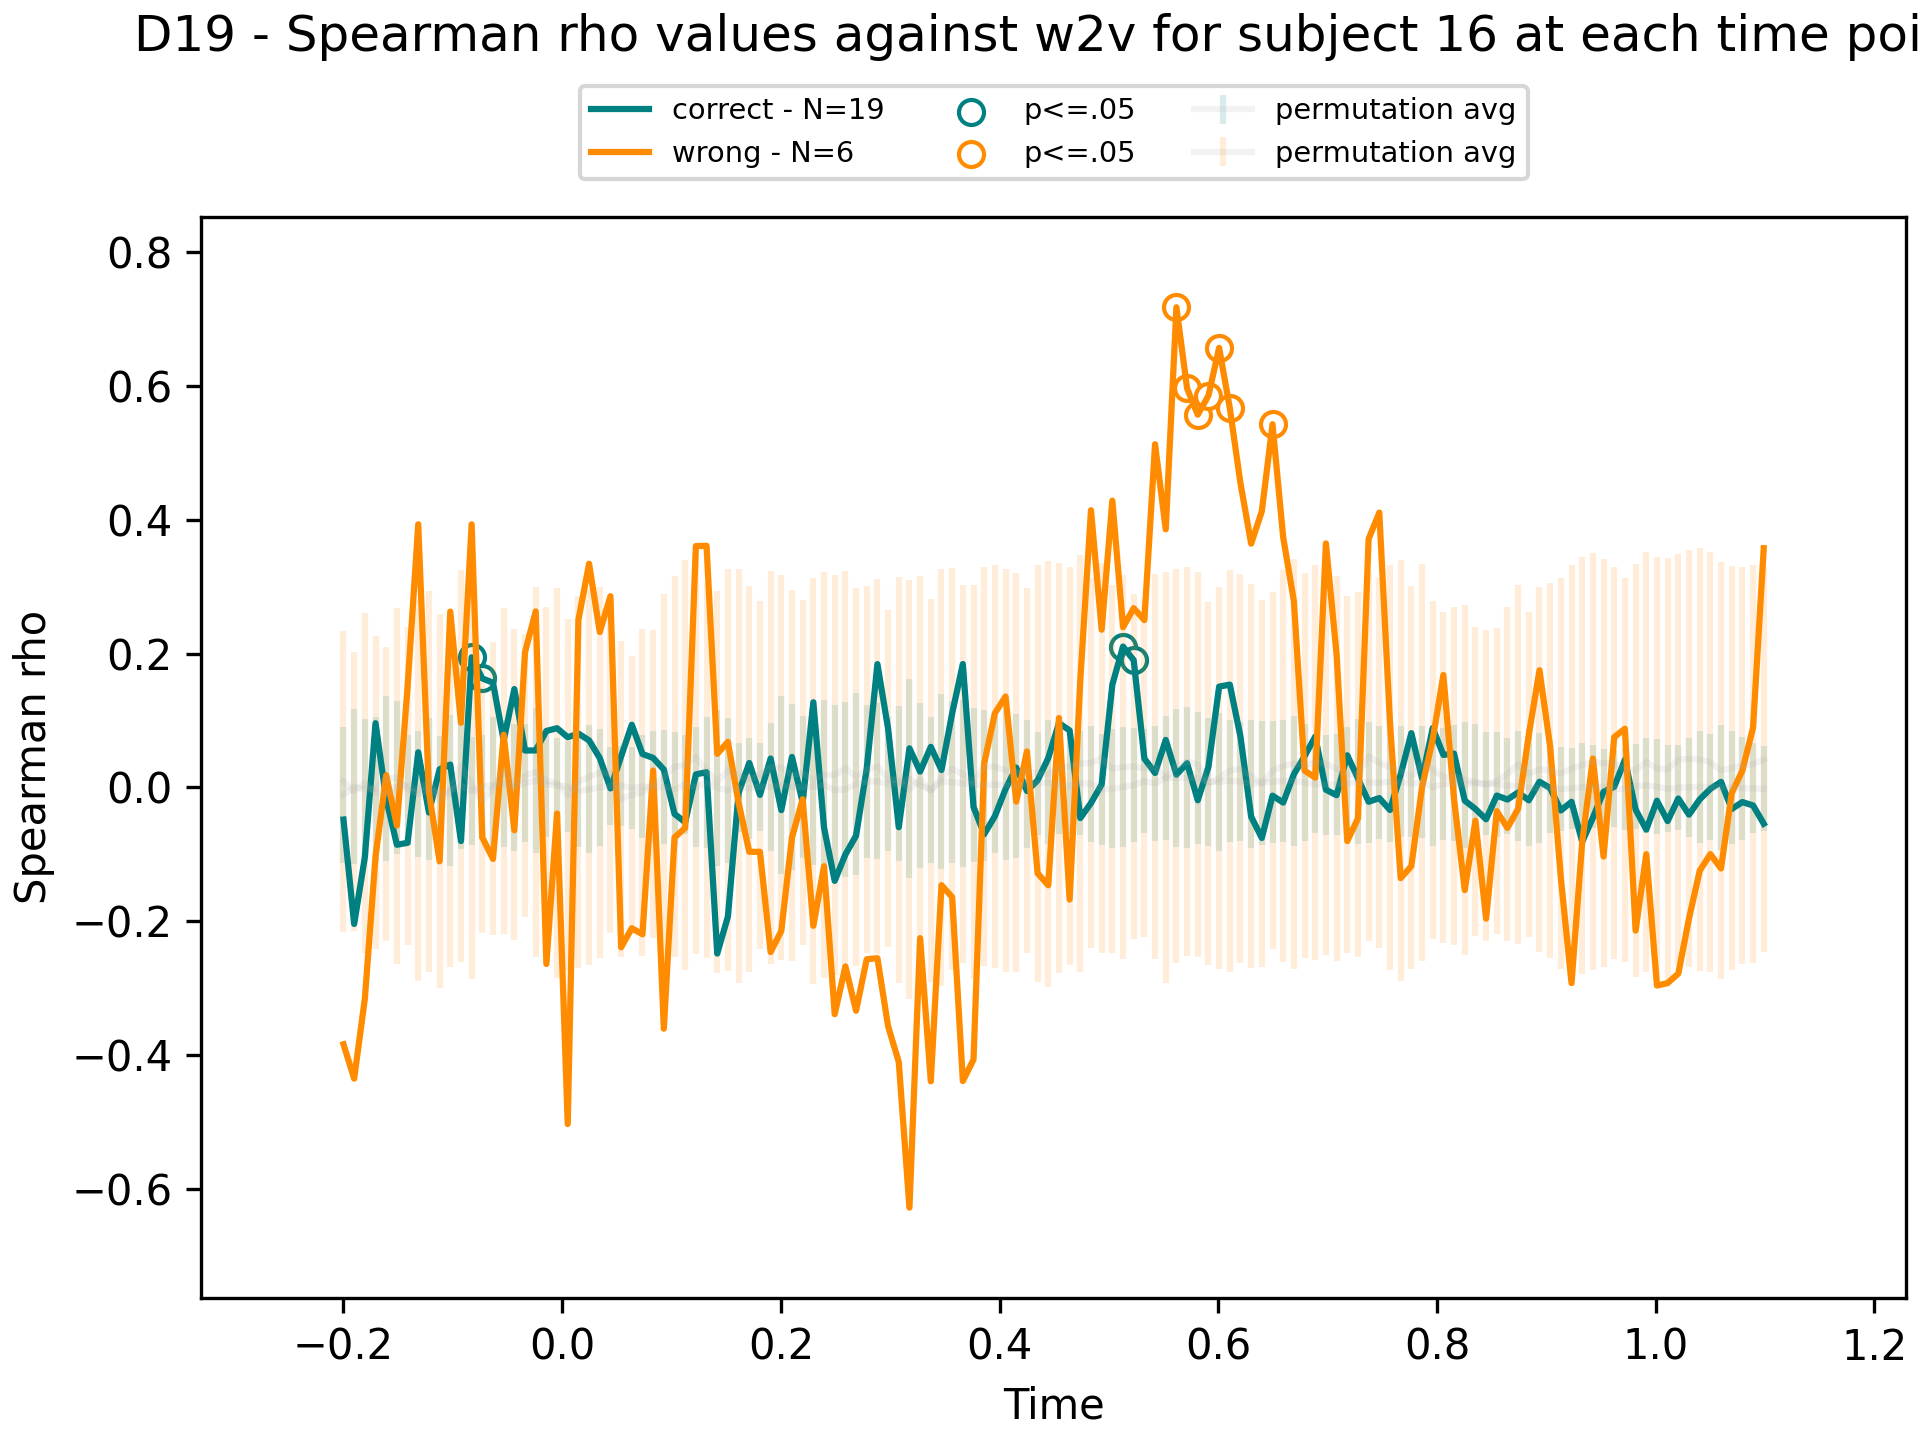 D19 - Spearman rho values against w2v for subject 16 at each time poi
correct - N=19
wrong - N=6
p<=.05
p<=.05
permutation avg
permutation avg
0.8
0.6
0.4
0.2
0.0
−0.2
−0.4
−0.6
Spearman rho
−0.2 0.0 0.2 0.4 0.6 0.8 1.0 1.2
Time